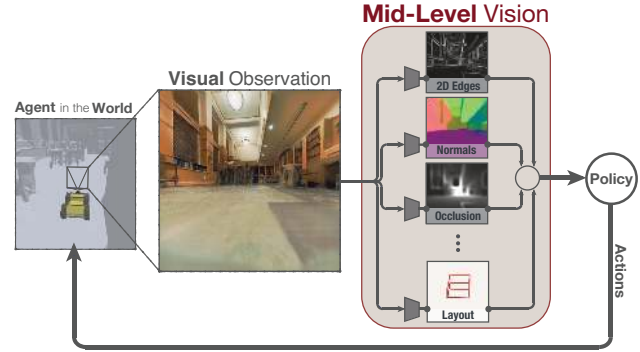 Mid-Level Vision
Visual Observation
Agent in the World
2D Edges
Normals
Occlusion
Layout
Policy
Actions